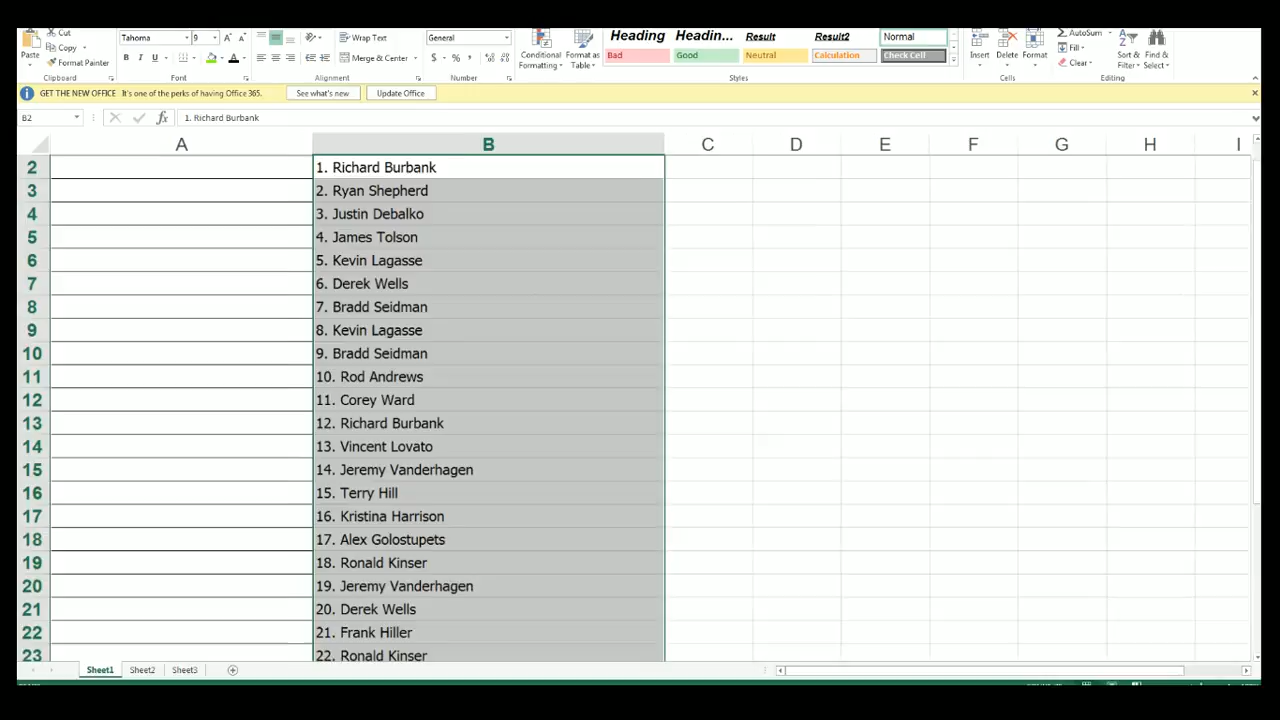 Cut
Copy
Paste
Format Painter
Clipboard
Tahoma 9 A A
B I U A
Font
Wrap Text
Merge & Center
Alignment
General
$ % , .00 .0
Number
Conditional Formatting
Format as Table
Heading Headin... Result Result2 Normal
Bad Good Neutral Calculation Check Cell
Styles
Insert Delete Format
Cells
AutoSum
Fill
Clear
Sort & Filter
Find & Select
Editing
GET THE NEW OFFICE It's one of the perks of having Office 365. See what's new Update Office
B2 fx 1. Richard Burbank
A B C D E F G H I
2 1. Richard Burbank
3 2. Ryan Shepherd
4 3. Justin Debalko
5 4. James Tolson
6 5. Kevin Lagasse
7 6. Derek Wells
8 7. Bradd Seidman
9 8. Kevin Lagasse
10 9. Bradd Seidman
11 10. Rod Andrews
12 11. Corey Ward
13 12. Richard Burbank
14 13. Vincent Lovato
15 14. Jeremy Vanderhagen
16 15. Terry Hill
17 16. Kristina Harrison
18 17. Alex Golostupets
19 18. Ronald Kinser
20 19. Jeremy Vanderhagen
21 20. Derek Wells
22 21. Frank Hiller
23 22. Ronald Kinser
Sheet1 Sheet2 Sheet3